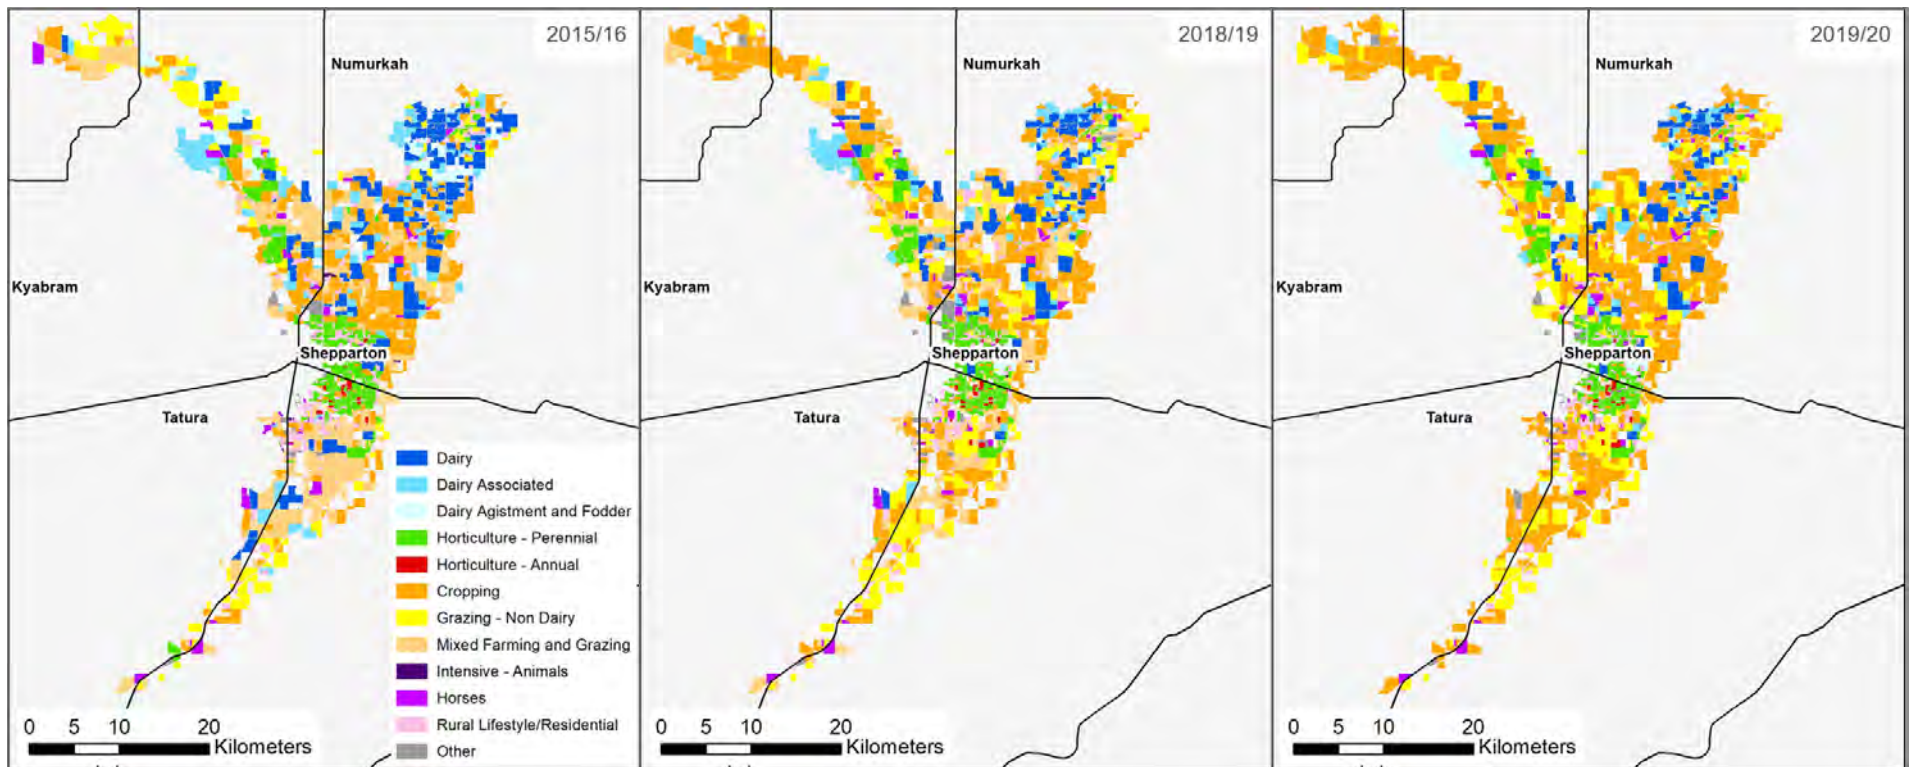 2015/16
Numurkah
Kyabram
Shepparton
Tatura
Dairy
Dairy Associated
Dairy Agistment and Fodder
Horticulture - Perennial
Horticulture - Annual
Cropping
Grazing - Non Dairy
Mixed Farming and Grazing
Intensive - Animals
Horses
Rural Lifestyle/Residential
Other
0 5 10 20
Kilometers
2018/19
Numurkah
Kyabram
Shepparton
Tatura
0 5 10 20
Kilometers
2019/20
Numurkah
Kyabram
Shepparton
Tatura
0 5 10 20
Kilometers